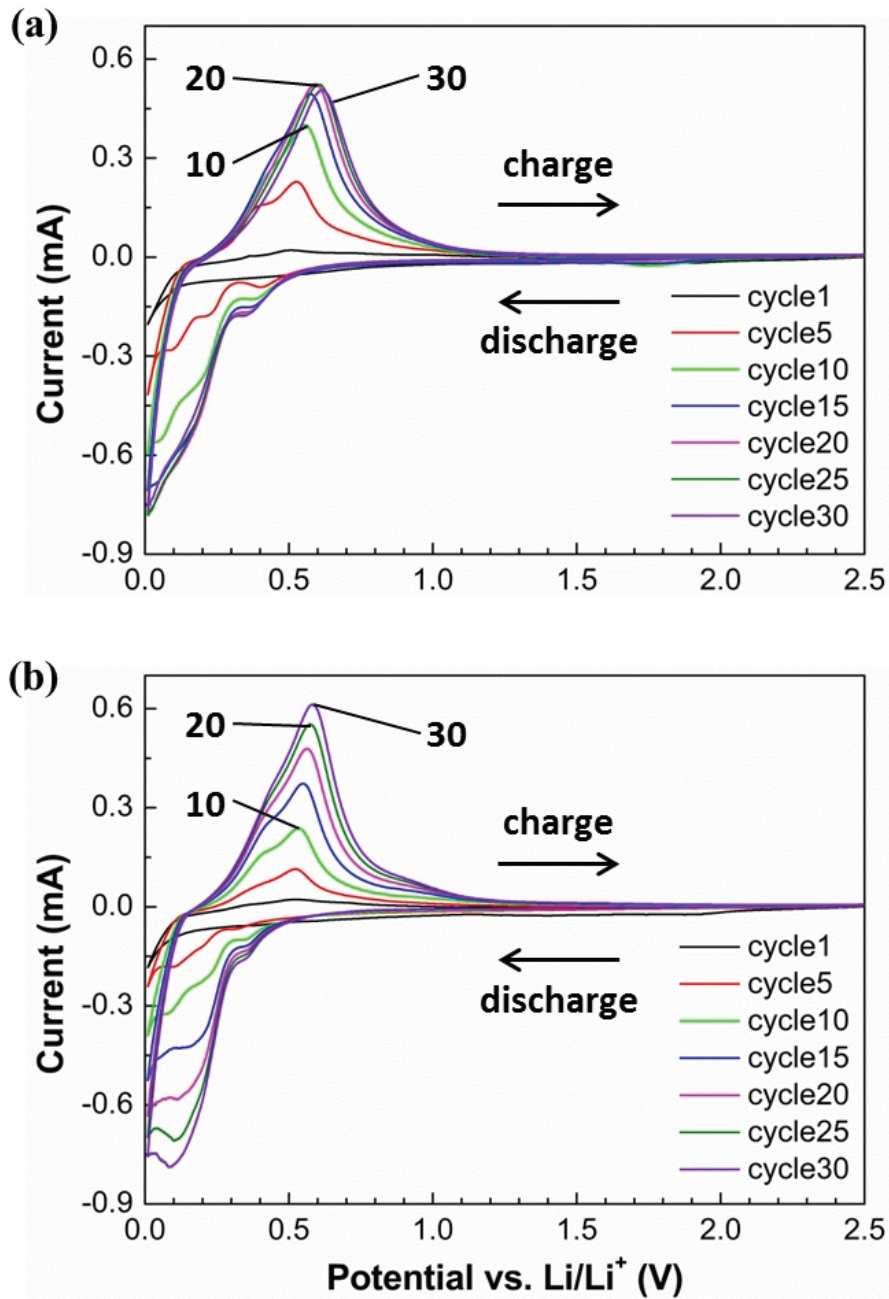 (a)
0.6
20
30
0.3
10
charge
0.0
Current (mA)
cycle1
discharge
-0.3
cycle5
cycle10
cycle15
-0.6
cycle20
cycle25
cycle30
-0.9
0.0 0.5 1.0 1.5 2.0 2.5
(b)
0.6
20
30
0.3
10
charge
0.0
Current (mA)
cycle1
discharge
-0.3
cycle5
cycle10
cycle15
-0.6
cycle20
cycle25
cycle30
-0.9
0.0 0.5 1.0 1.5 2.0 2.5
Potential vs. Li/Li⁺ (V)